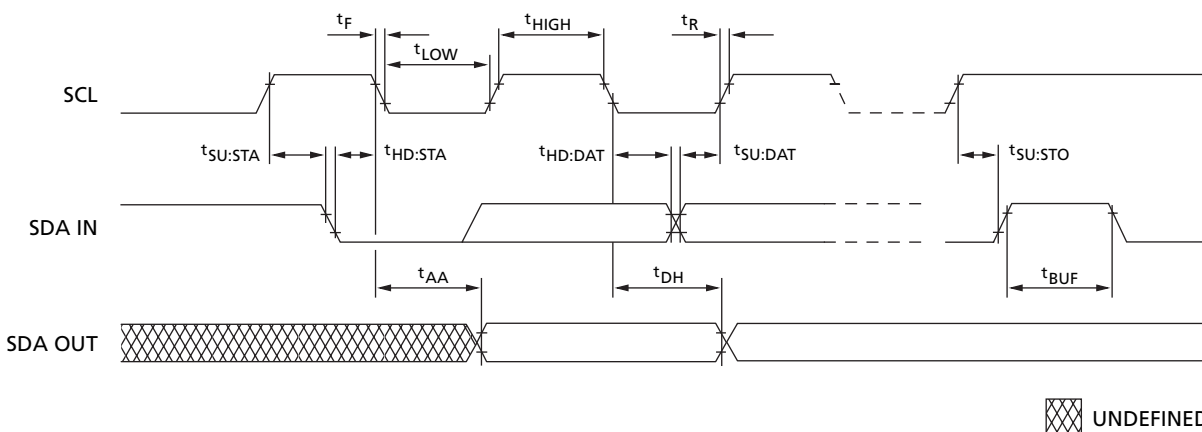 tF
tHIGH
tR
tLOW
SCL
tSU:STA
tHD:STA
tHD:DAT
tSU:DAT
tSU:STO
SDA IN
tAA
tDH
tBUF
SDA OUT
UNDEFINED